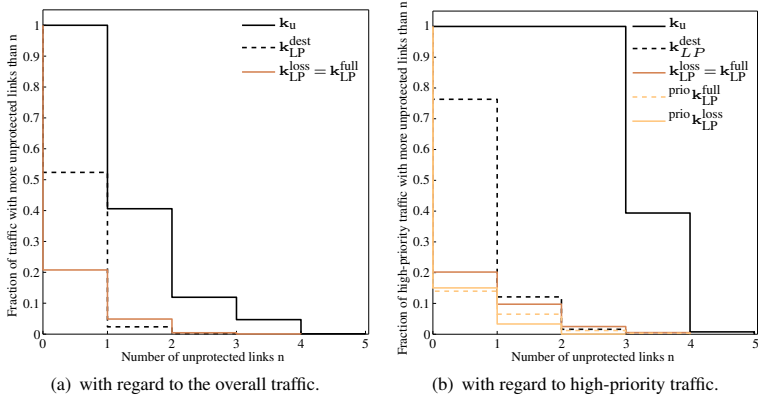 k_u
k_LP^dest
k_LP^loss = k_LP^full
1
0.9
0.8
0.7
0.6
0.5
0.4
0.3
0.2
0.1
0
0 1 2 3 4 5
Fraction of traffic with more unprotected links than n
Number of unprotected links n
(a) with regard to the overall traffic.
k_u
k_LP^dest
k_LP^loss = k_LP^full
prio k_LP^full
prio k_LP^loss
1
0.9
0.8
0.7
0.6
0.5
0.4
0.3
0.2
0.1
0
0 1 2 3 4 5
Fraction of high-priority traffic with more unprotected links than n
Number of unprotected links n
(b) with regard to high-priority traffic.